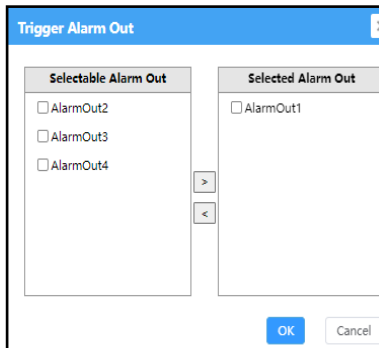 Trigger Alarm Out
Selectable Alarm Out
Selected Alarm Out
AlarmOut2
AlarmOut1
AlarmOut3
AlarmOut4
>
<
OK
Cancel